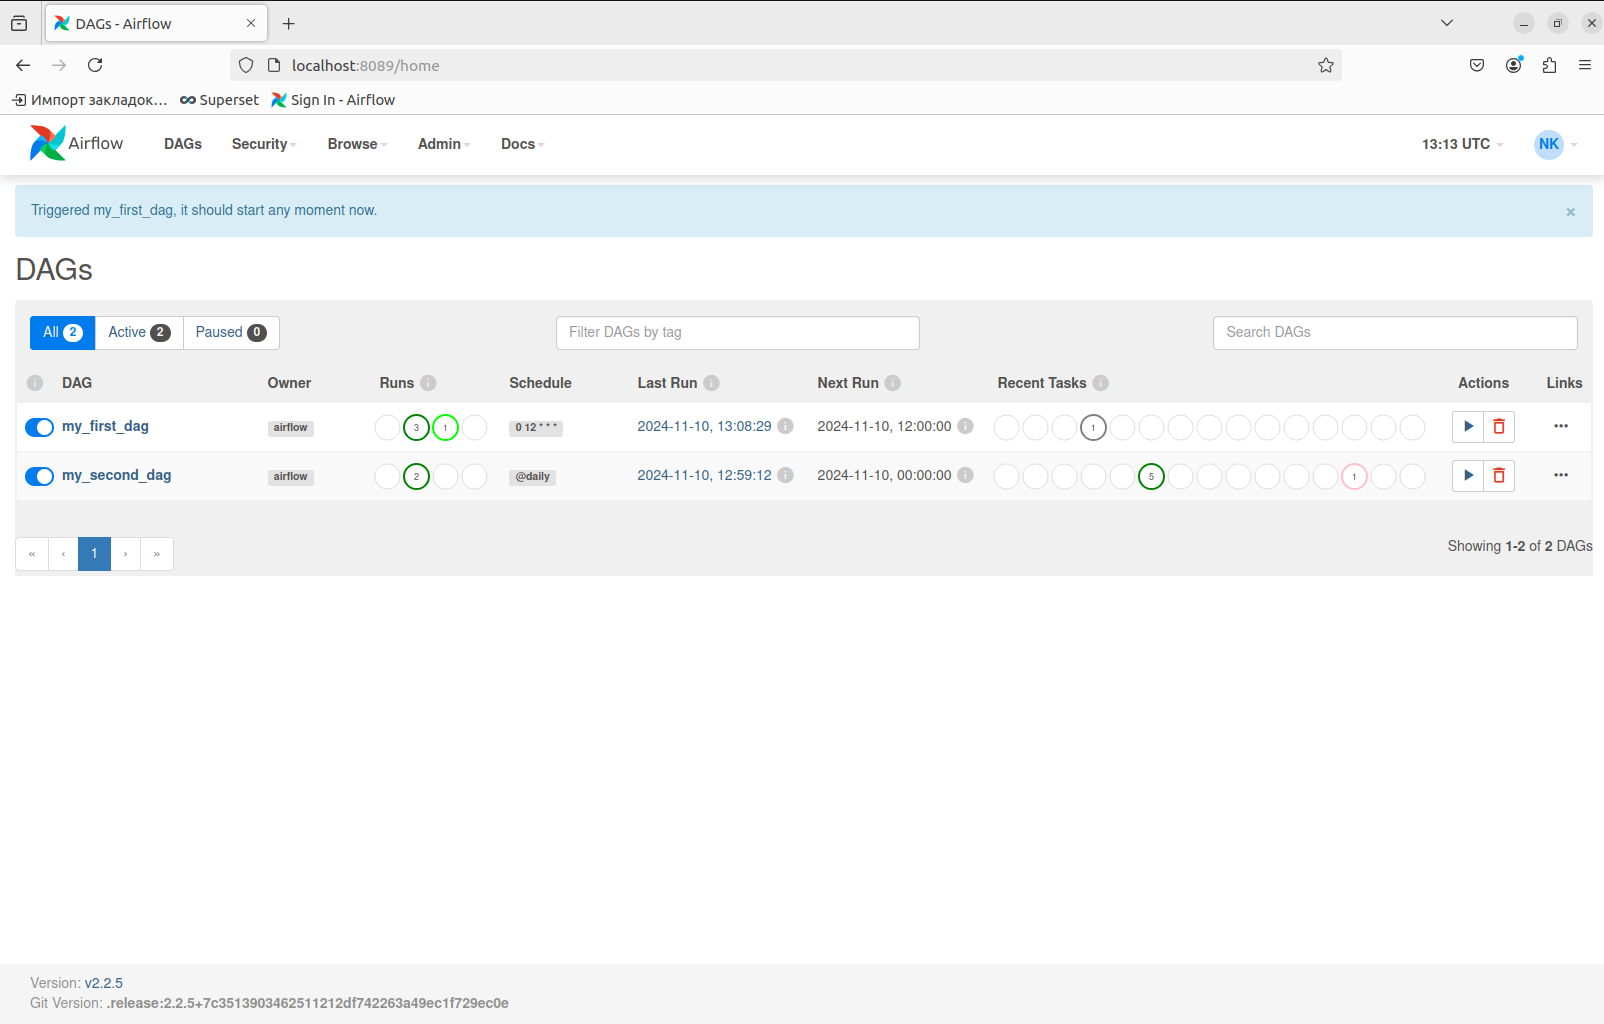 DAGs - Airflow
localhost:8089/home
Импорт закладок… Superset Sign In - Airflow
Airflow DAGs Security Browse Admin Docs 13:13 UTC NK
Triggered my_first_dag, it should start any moment now. ×
DAGs
All 2 Active 2 Paused 0 Filter DAGs by tag Search DAGs
i DAG Owner Runs i Schedule Last Run i Next Run i Recent Tasks i Actions Links
my_first_dag airflow 3 1 0 12 * * * 2024-11-10, 13:08:29 i 2024-11-10, 12:00:00 i 1
my_second_dag airflow 2 @daily 2024-11-10, 12:59:12 i 2024-11-10, 00:00:00 i 5 1
« ‹ 1 › » Showing 1-2 of 2 DAGs
Version: v2.2.5
Git Version: .release:2.2.5+7c3513903462511212df742263a49ec1f729ec0e